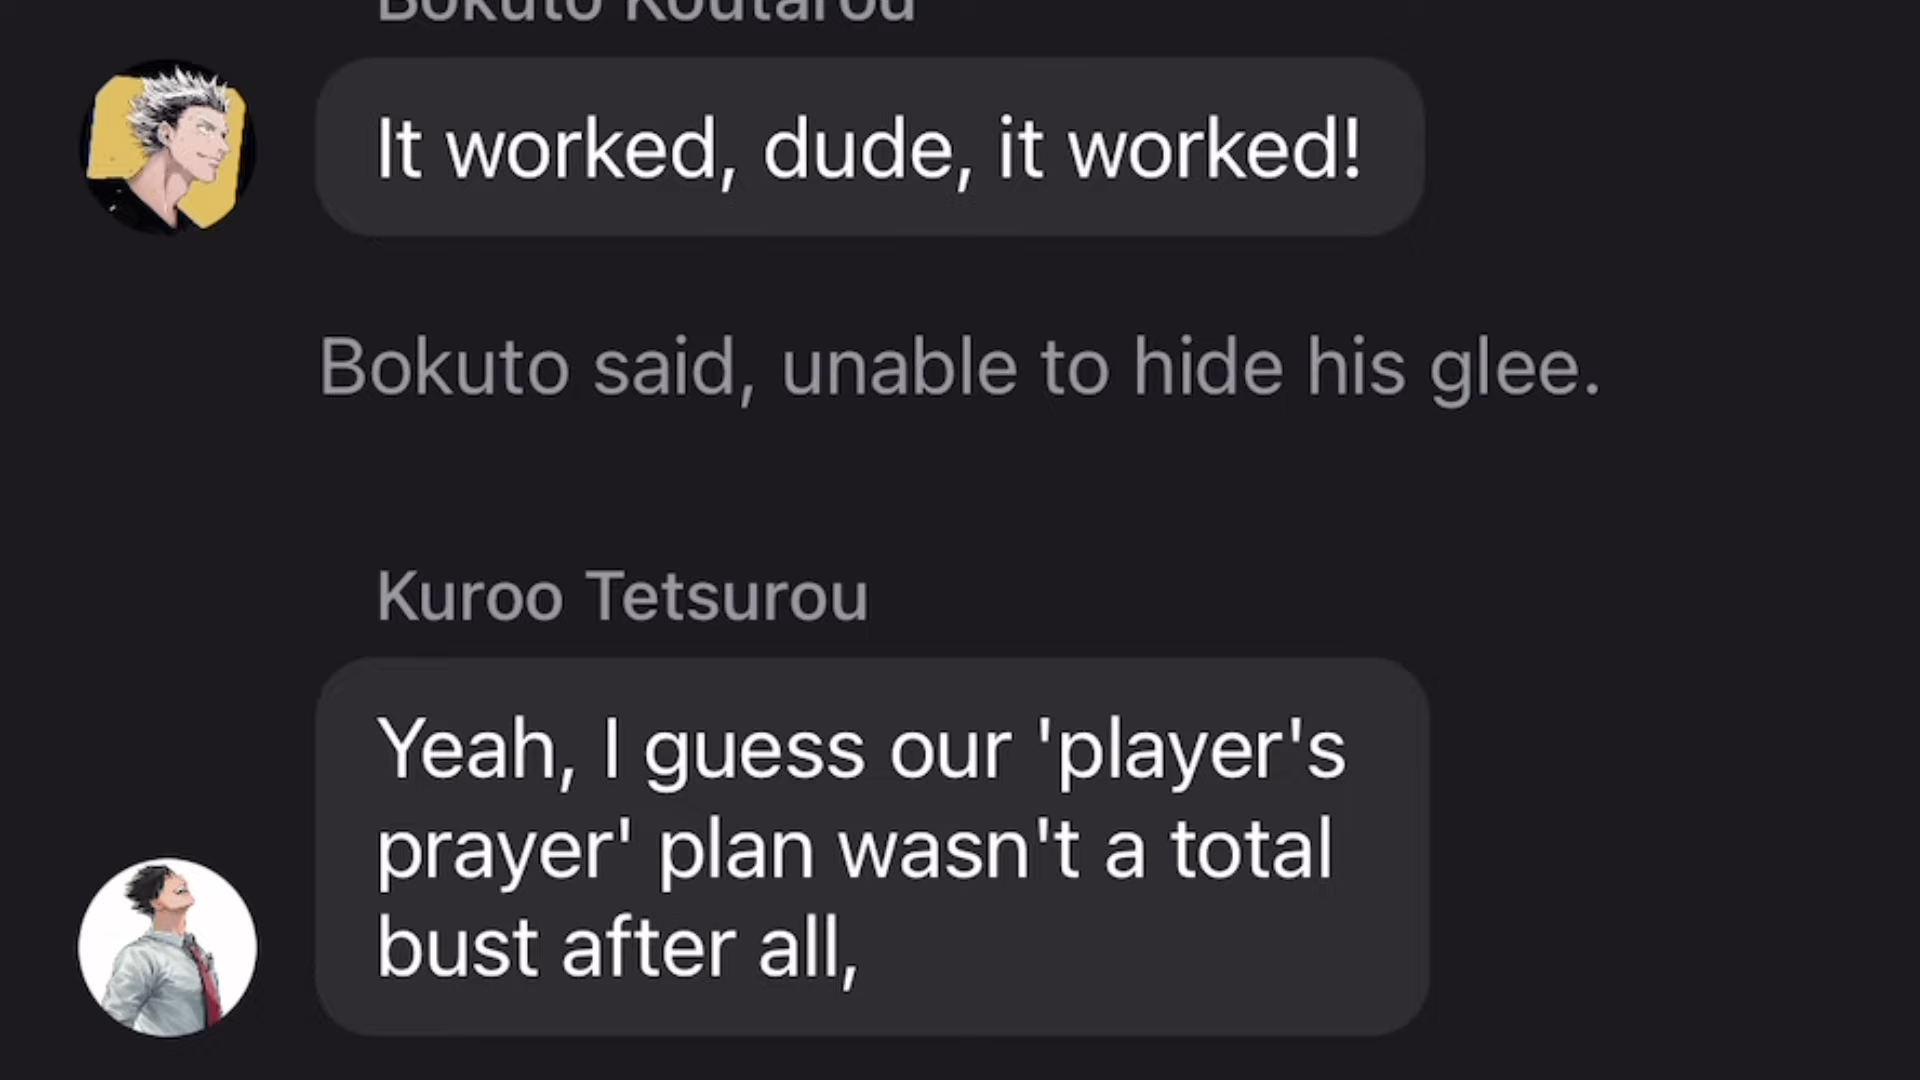 Bokuto Koutarou
It worked, dude, it worked!
Bokuto said, unable to hide his glee.
Kuroo Tetsurou
Yeah, I guess our 'player's
prayer' plan wasn't a total
bust after all,